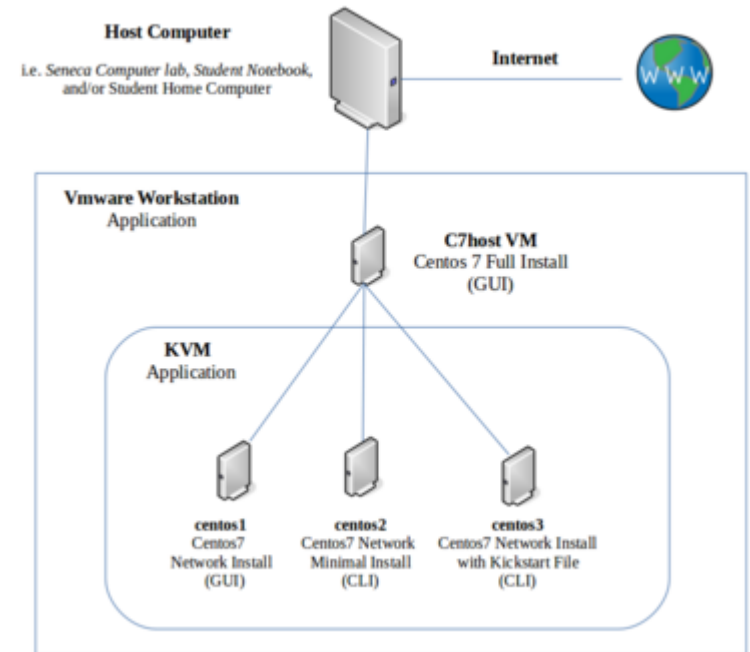 Host Computer
i.e. Seneca Computer lab, Student Notebook,
and/or Student Home Computer
Internet
WWW
Vmware Workstation
Application
C7host VM
Centos 7 Full Install
(GUI)
KVM
Application
centos1
Centos7
Network Install
(GUI)
centos2
Centos7 Network
Minimal Install
(CLI)
centos3
Centos7 Network Install
with Kickstart File
(CLI)